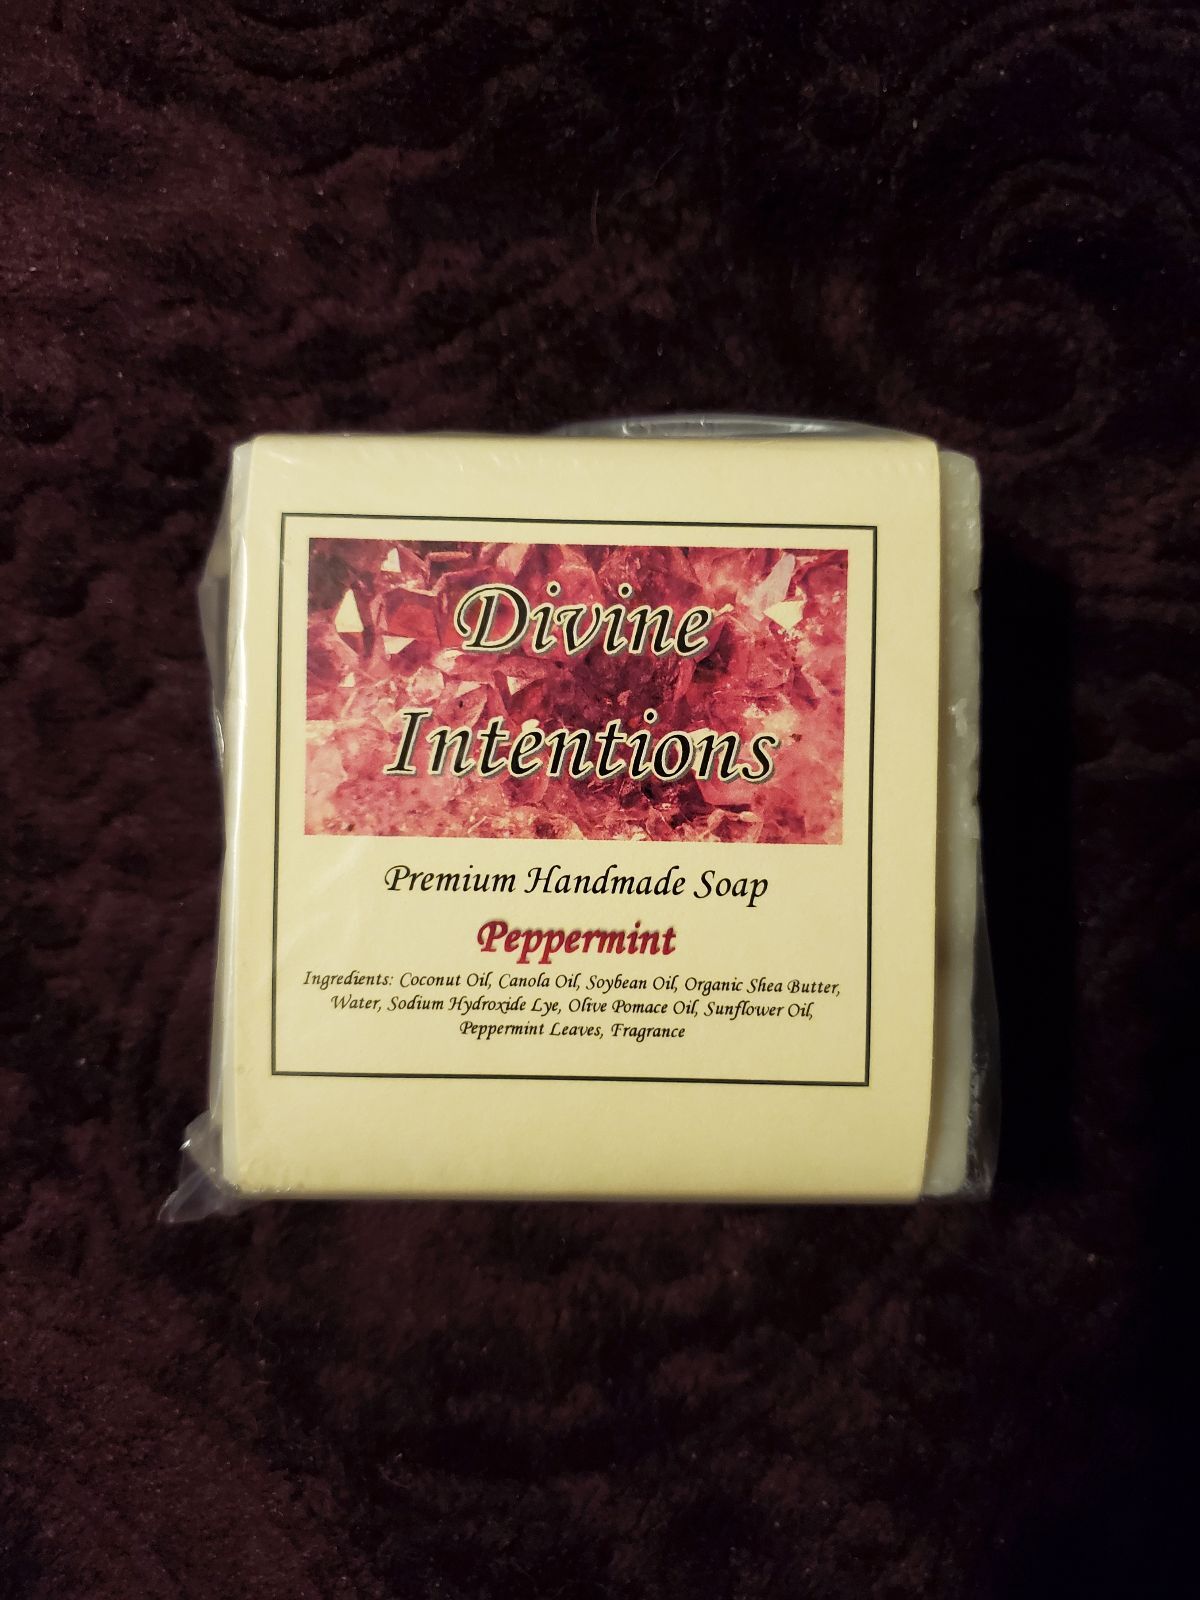 Divine
Intentions
Premium Handmade Soap
Peppermint
Ingredients: Coconut Oil, Canola Oil, Soybean Oil, Organic Shea Butter,
Water, Sodium Hydroxide Lye, Olive Pomace Oil, Sunflower Oil,
Peppermint Leaves, Fragrance